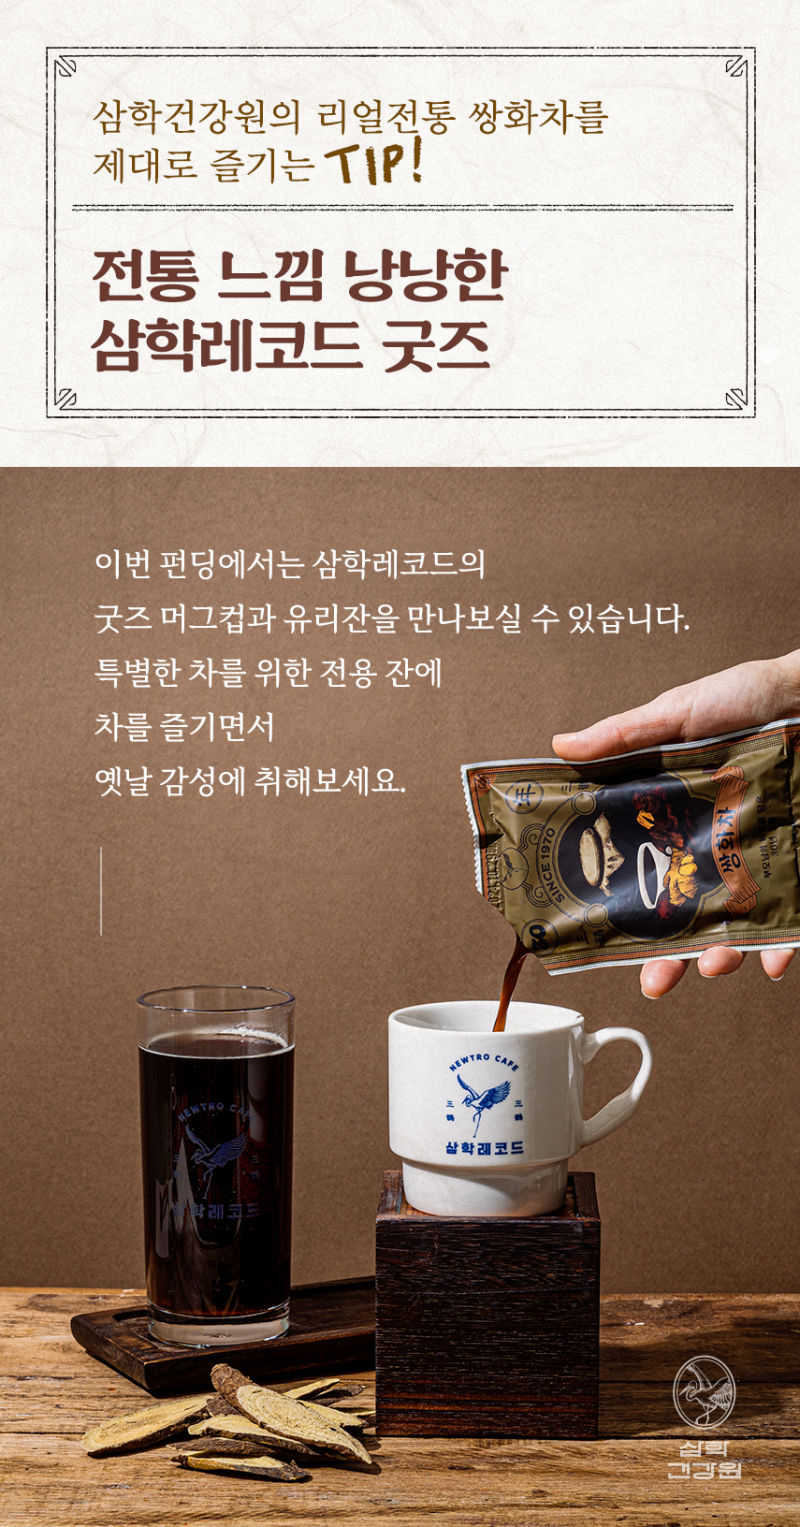 삼학건강원의 리얼전통 쌍화차를
제대로 즐기는 TIP!
전통 느낌 낭낭한
삼학레코드 굿즈
이번 펀딩에서는 삼학레코드의
굿즈 머그컵과 유리잔을 만나보실 수 있습니다.
특별한 차를 위한 전용 잔에
차를 즐기면서
옛날 감성에 취해보세요.
SINCE 1970
쌍화차
NEWTRO CAFE
三 三
鶴 鶴
삼학레코드
NEWTRO CAFE
삼학레코드
삼학
건강원